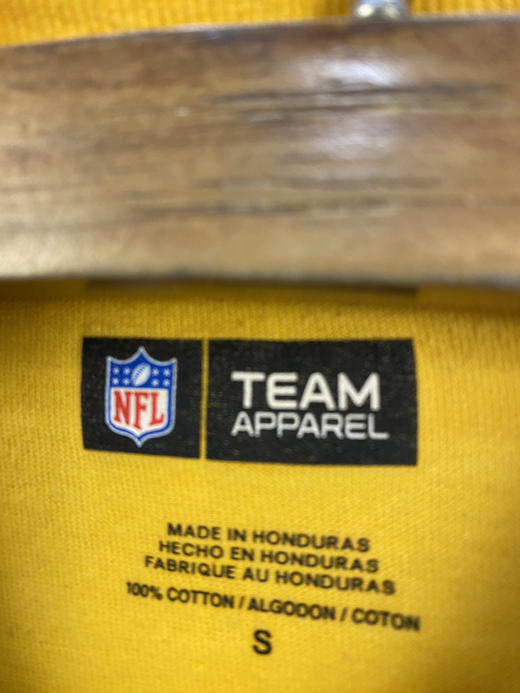 NFL
TEAM
APPAREL
MADE IN HONDURAS
HECHO EN HONDURAS
FABRIQUE AU HONDURAS
100% COTTON / ALGODON / COTON
S